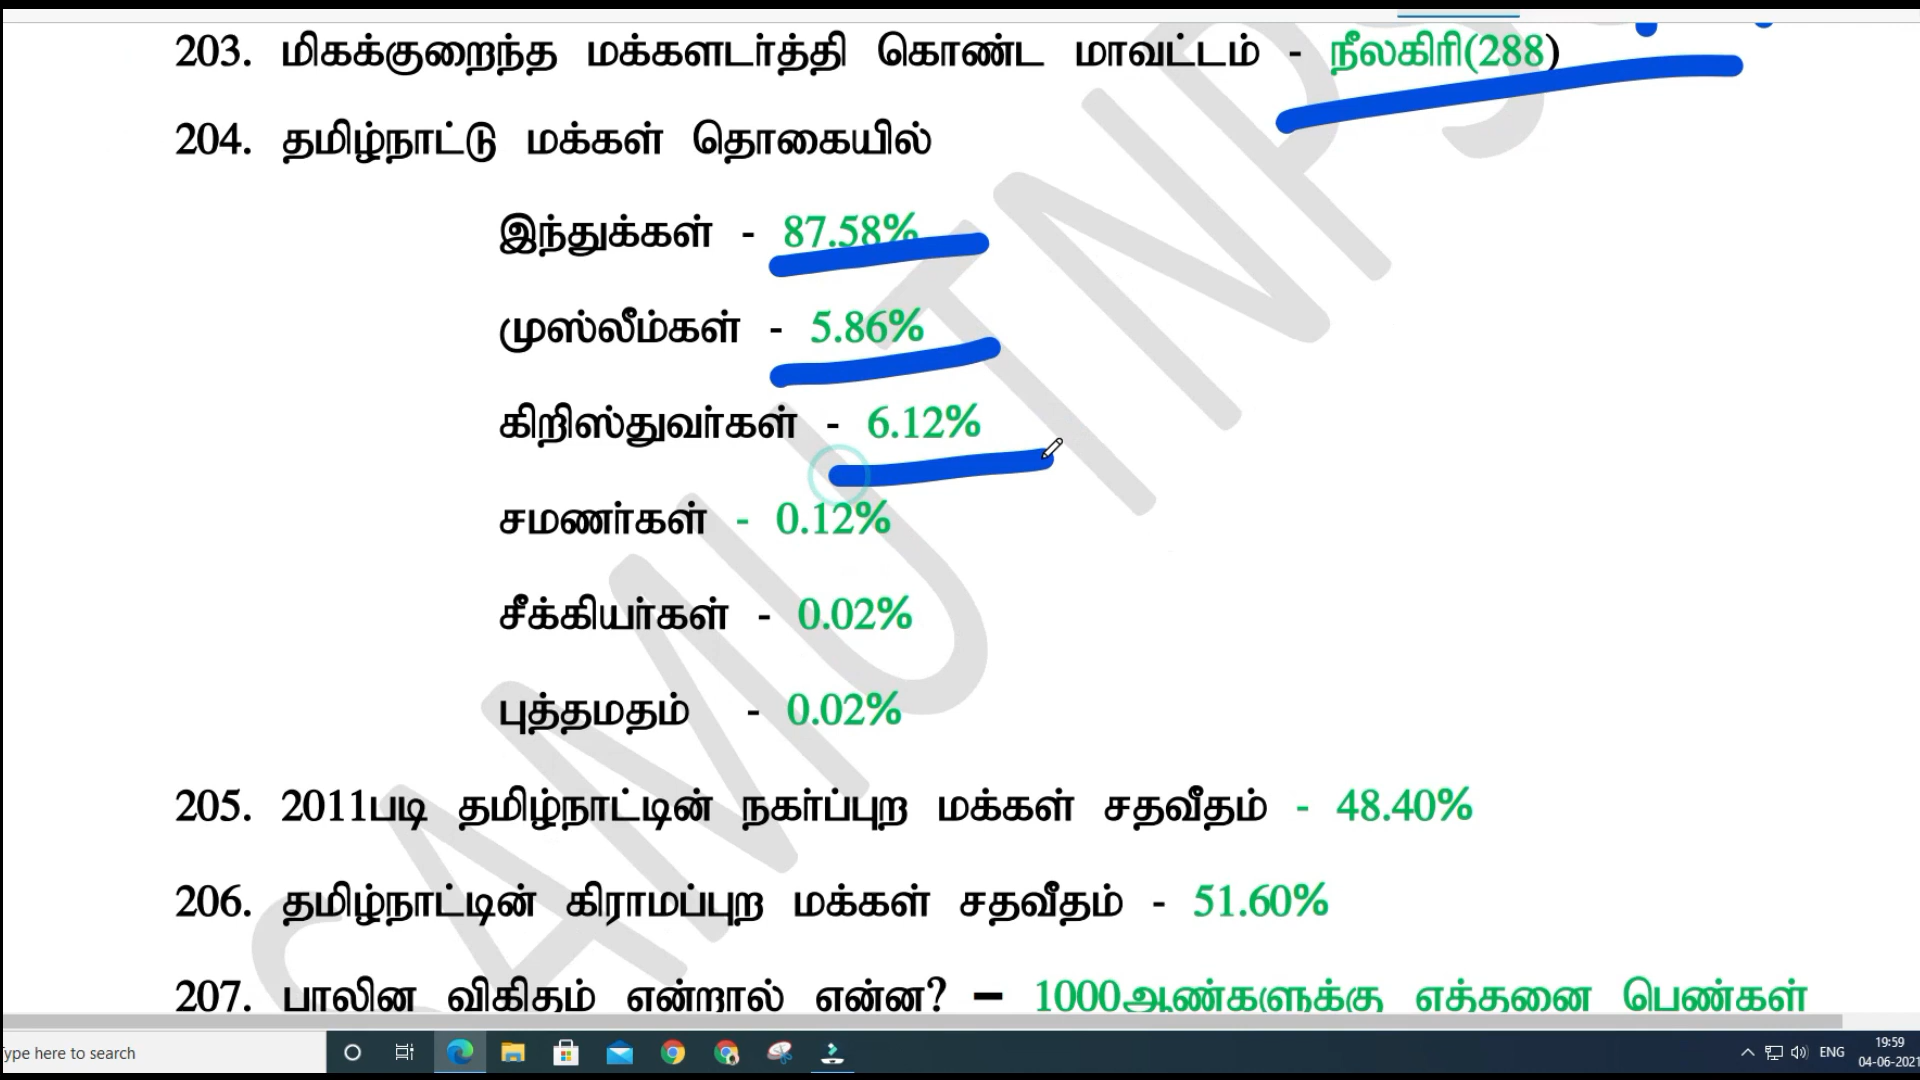 203. மிகக்குறைந்த மக்களடர்த்தி கொண்ட மாவட்டம் - நீலகிரி(288)
204. தமிழ்நாட்டு மக்கள் தொகையில்
இந்துக்கள் - 87.58%
முஸ்லீம்கள் - 5.86%
கிறிஸ்துவர்கள் - 6.12%
சமணர்கள் - 0.12%
சீக்கியர்கள் - 0.02%
புத்தமதம் - 0.02%
205. 2011படி தமிழ்நாட்டின் நகர்ப்புற மக்கள் சதவீதம் - 48.40%
206. தமிழ்நாட்டின் கிராமப்புற மக்கள் சதவீதம் - 51.60%
207. பாலின விகிதம் என்றால் என்ன? – 1000ஆண்களுக்கு எத்தனை பெண்கள்
SAMU TNPS
ype here to search
ENG
19:59
04-06-2021